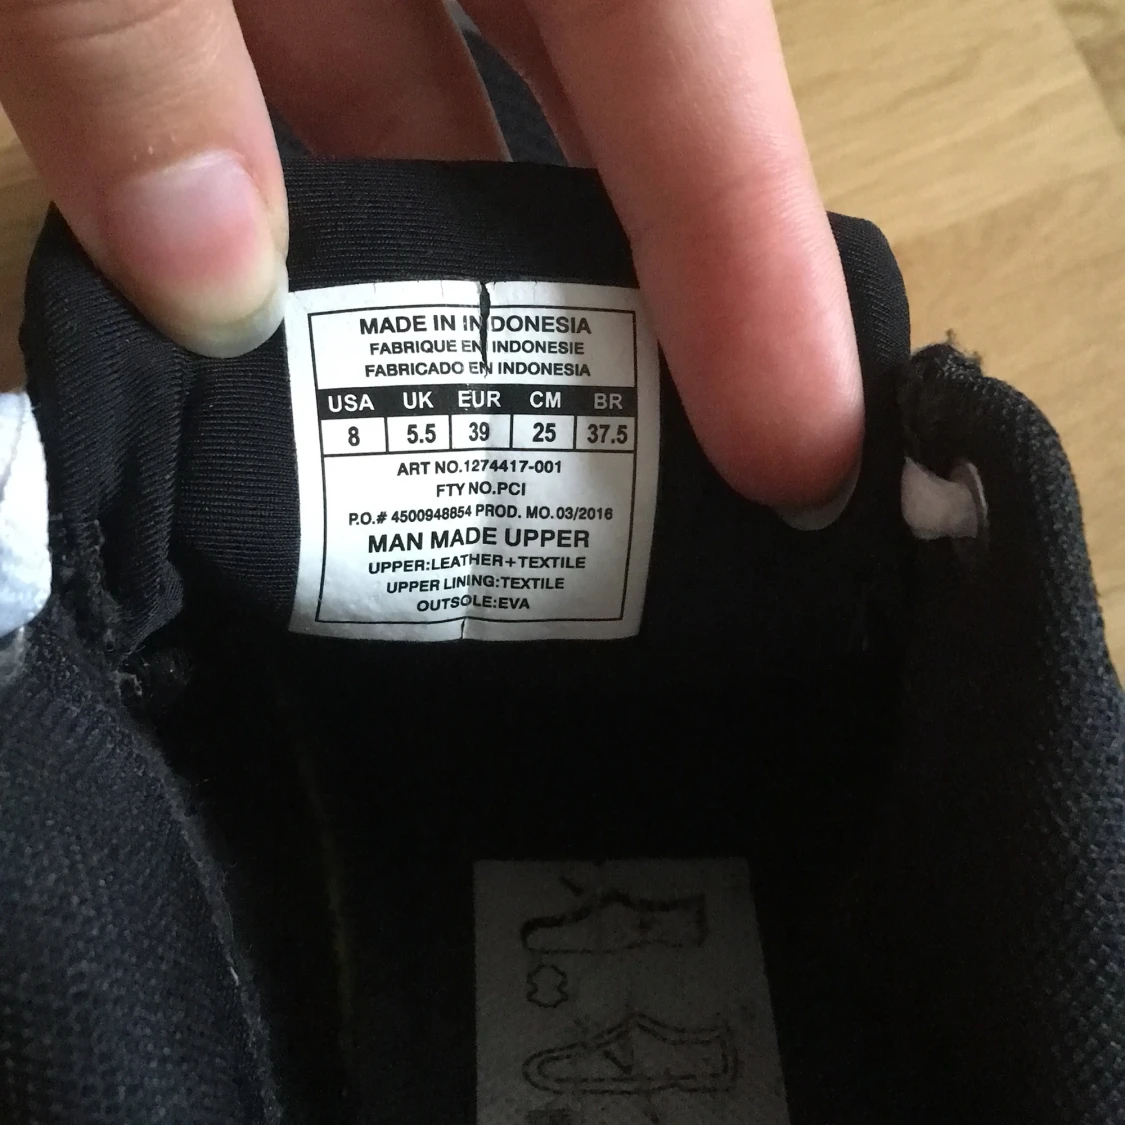 MADE IN INDONESIA
FABRIQUE EN INDONESIE
FABRICADO EN INDONESIA
USA UK EUR CM BR
8 5.5 39 25 37.5
ART NO.1274417-001
FTY NO.PCI
P.O.# 4500948854 PROD. MO. 03/2016
MAN MADE UPPER
UPPER:LEATHER+TEXTILE
UPPER LINING:TEXTILE
OUTSOLE:EVA